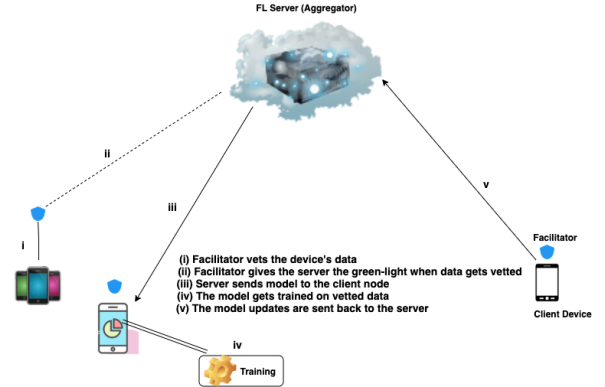 FL Server (Aggregator)
ii
iii
v
i
Facilitator
(i) Facilitator vets the device's data
(ii) Facilitator gives the server the green-light when data gets vetted
(iii) Server sends model to the client node
(iv) The model gets trained on vetted data
(v) The model updates are sent back to the server
Client Device
iv
Training